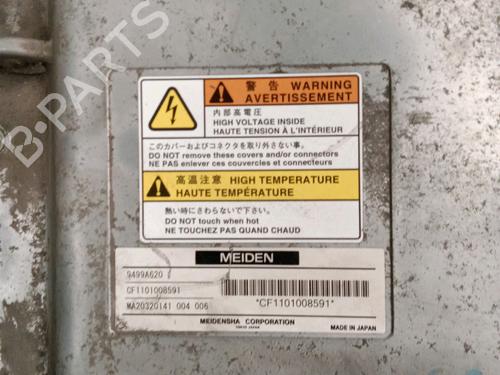 B-PARTS
警告 WARNING
AVERTISSEMENT
内部高電圧
HIGH VOLTAGE INSIDE
HAUTE TENSION À L'INTÉRIEUR
このカバーおよびコネクタを取り外さない事。
DO NOT remove these covers and/or connectors
NE PAS enlever ces couvercles et connecteurs
高温注意 HIGH TEMPERATURE
HAUTE TEMPÉRATURE
熱い時にさわらないで下さい。
DO NOT touch when hot
NE TOUCHEZ PAS QUAND CHAUD
MEIDEN
9499A620
CF1101008591
MA20320141 004 006
*CF1101008591*
MEIDENSHA CORPORATION
TOKYO JAPAN
MADE IN JAPAN